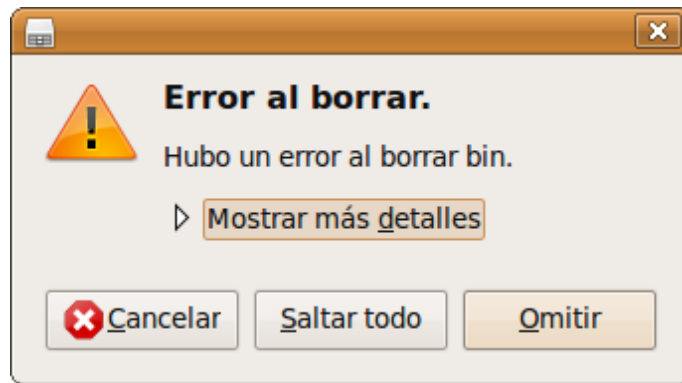 Error al borrar.
Hubo un error al borrar bin.
Mostrar más detalles
Cancelar
Saltar todo
Omitir